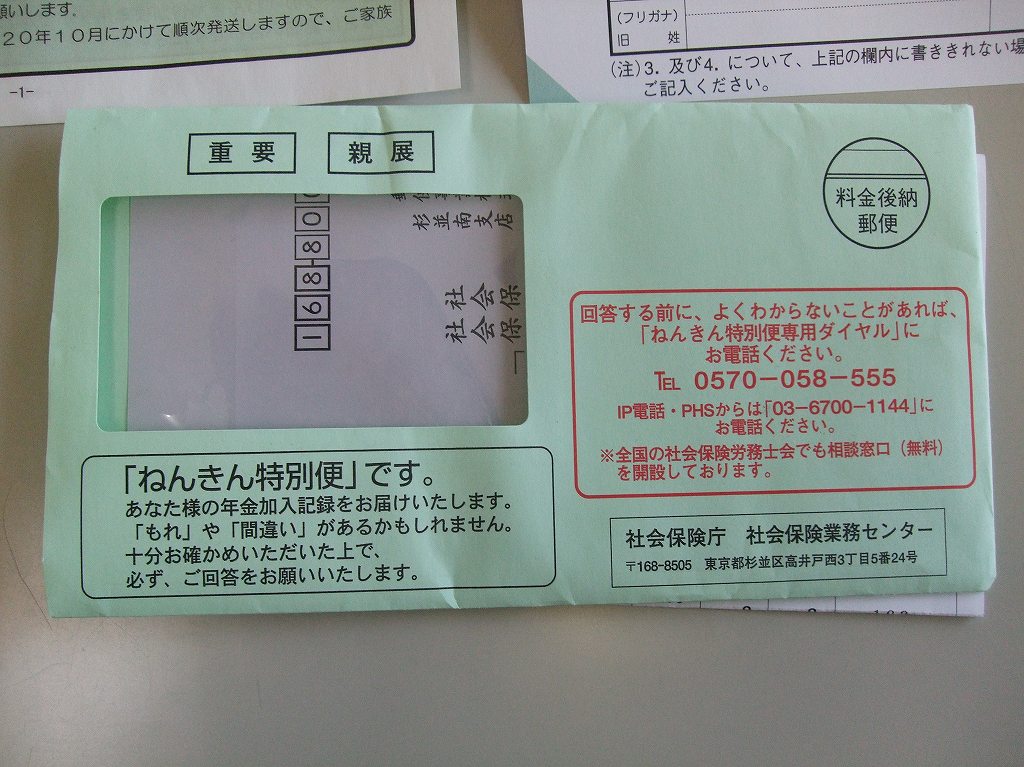 願いします。
20年10月にかけて順次発送しますので、ご家族
-1-
(フリガナ)
旧 姓
(注)3. 及び4. について、上記の欄内に書ききれない場
ご記入ください。
重要
親展
料金後納
郵便
168-800
杉並南支店
社会保
社会保
「ねんきん特別便」です。
あなた様の年金加入記録をお届けいたします。
「もれ」や「間違い」があるかもしれません。
十分お確かめいただいた上で、
必ず、ご回答をお願いいたします。
回答する前に、よくわからないことがあれば、
「ねんきん特別便専用ダイヤル」に
お電話ください。
TEL 0570-058-555
IP電話・PHSからは「03-6700-1144」に
お電話ください。
※全国の社会保険労務士会でも相談窓口(無料)
を開設しております。
社会保険庁 社会保険業務センター
〒168-8505 東京都杉並区高井戸西3丁目5番24号